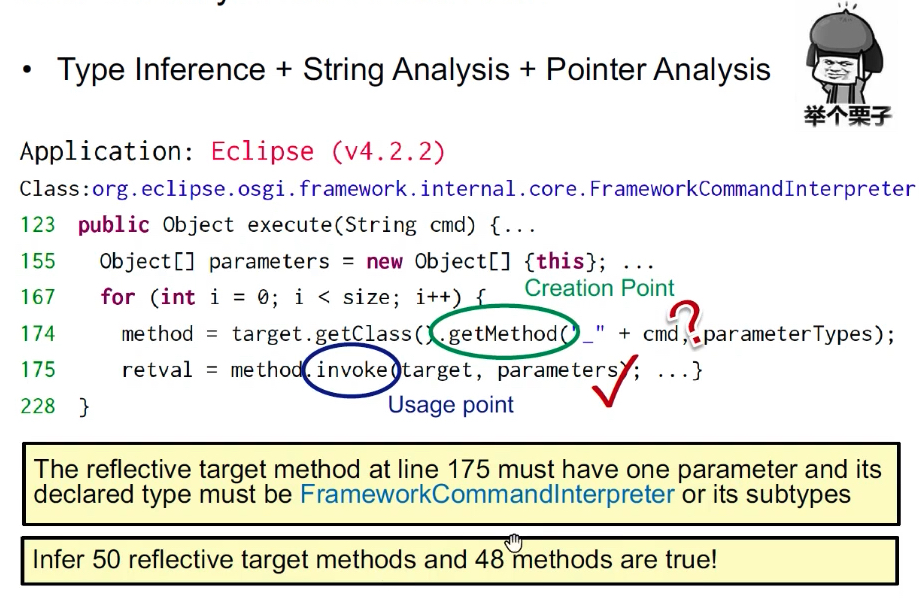 • Type Inference + String Analysis + Pointer Analysis
举个栗子
Application: Eclipse (v4.2.2)
Class:org.eclipse.osgi.framework.internal.core.FrameworkCommandInterpreter
123 public Object execute(String cmd) {...
155 Object[] parameters = new Object[] {this}; ...
167 for (int i = 0; i < size; i++) {
Creation Point
174 method = target.getClass().getMethod("_" + cmd, parameterTypes);
?
175 retval = method.invoke(target, parameters); ...}
Usage point
228 }
The reflective target method at line 175 must have one parameter and its
declared type must be FrameworkCommandInterpreter or its subtypes
Infer 50 reflective target methods and 48 methods are true!